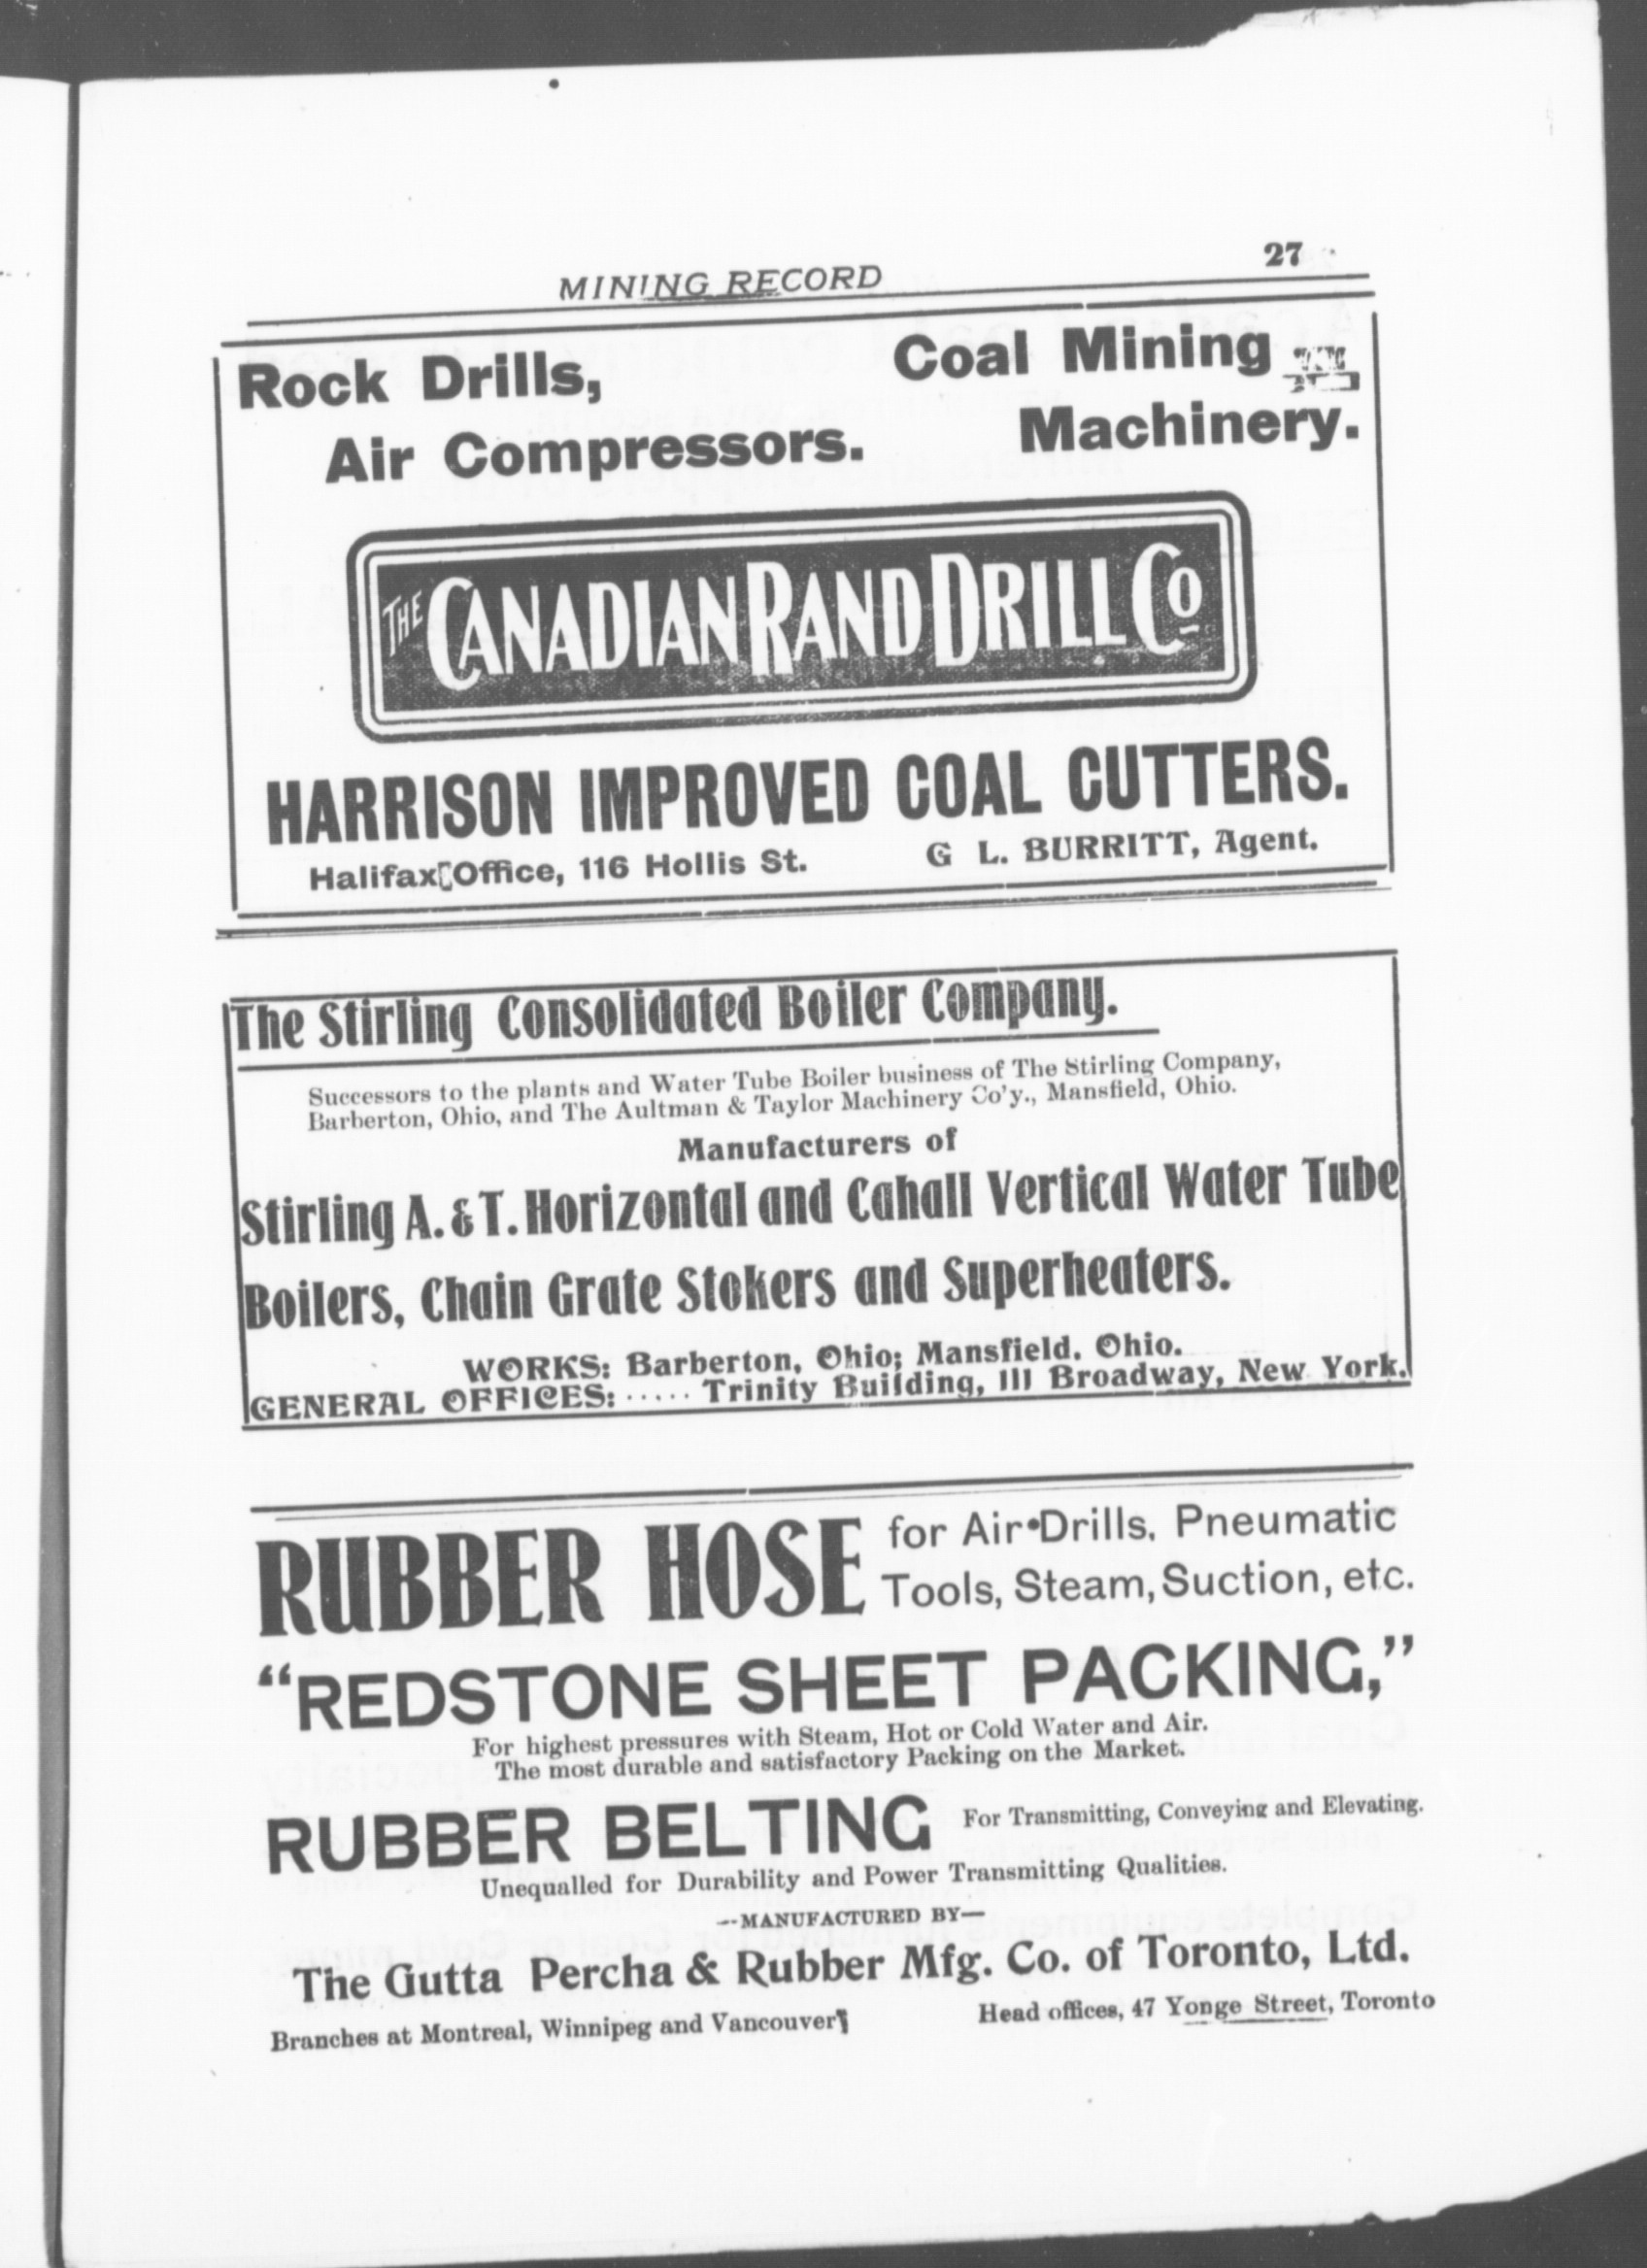 MINING RECORD
27
Rock Drills,
Air Compressors.
Coal Mining
Machinery.
THE CANADIAN RAND DRILL Co
HARRISON IMPROVED COAL CUTTERS.
Halifax Office, 116 Hollis St.
G L. BURRITT, Agent.
The Stirling Consolidated Boiler Company.
Successors to the plants and Water Tube Boiler business of The Stirling Company,
Barberton, Ohio, and The Aultman & Taylor Machinery Co'y., Mansfield, Ohio.
Manufacturers of
Stirling A. & T. Horizontal and Cahall Vertical Water Tube
Boilers, Chain Grate Stokers and Superheaters.
WORKS: Barberton, Ohio; Mansfield. Ohio.
GENERAL OFFICES: ..... Trinity Building, 111 Broadway, New York.
RUBBER HOSE
for Air•Drills, Pneumatic
Tools, Steam, Suction, etc.
“REDSTONE SHEET PACKING,”
For highest pressures with Steam, Hot or Cold Water and Air.
The most durable and satisfactory Packing on the Market.
RUBBER BELTING
For Transmitting, Conveying and Elevating.
Unequalled for Durability and Power Transmitting Qualities.
—MANUFACTURED BY—
The Gutta Percha & Rubber Mfg. Co. of Toronto, Ltd.
Branches at Montreal, Winnipeg and Vancouver
Head offices, 47 Yonge Street, Toronto